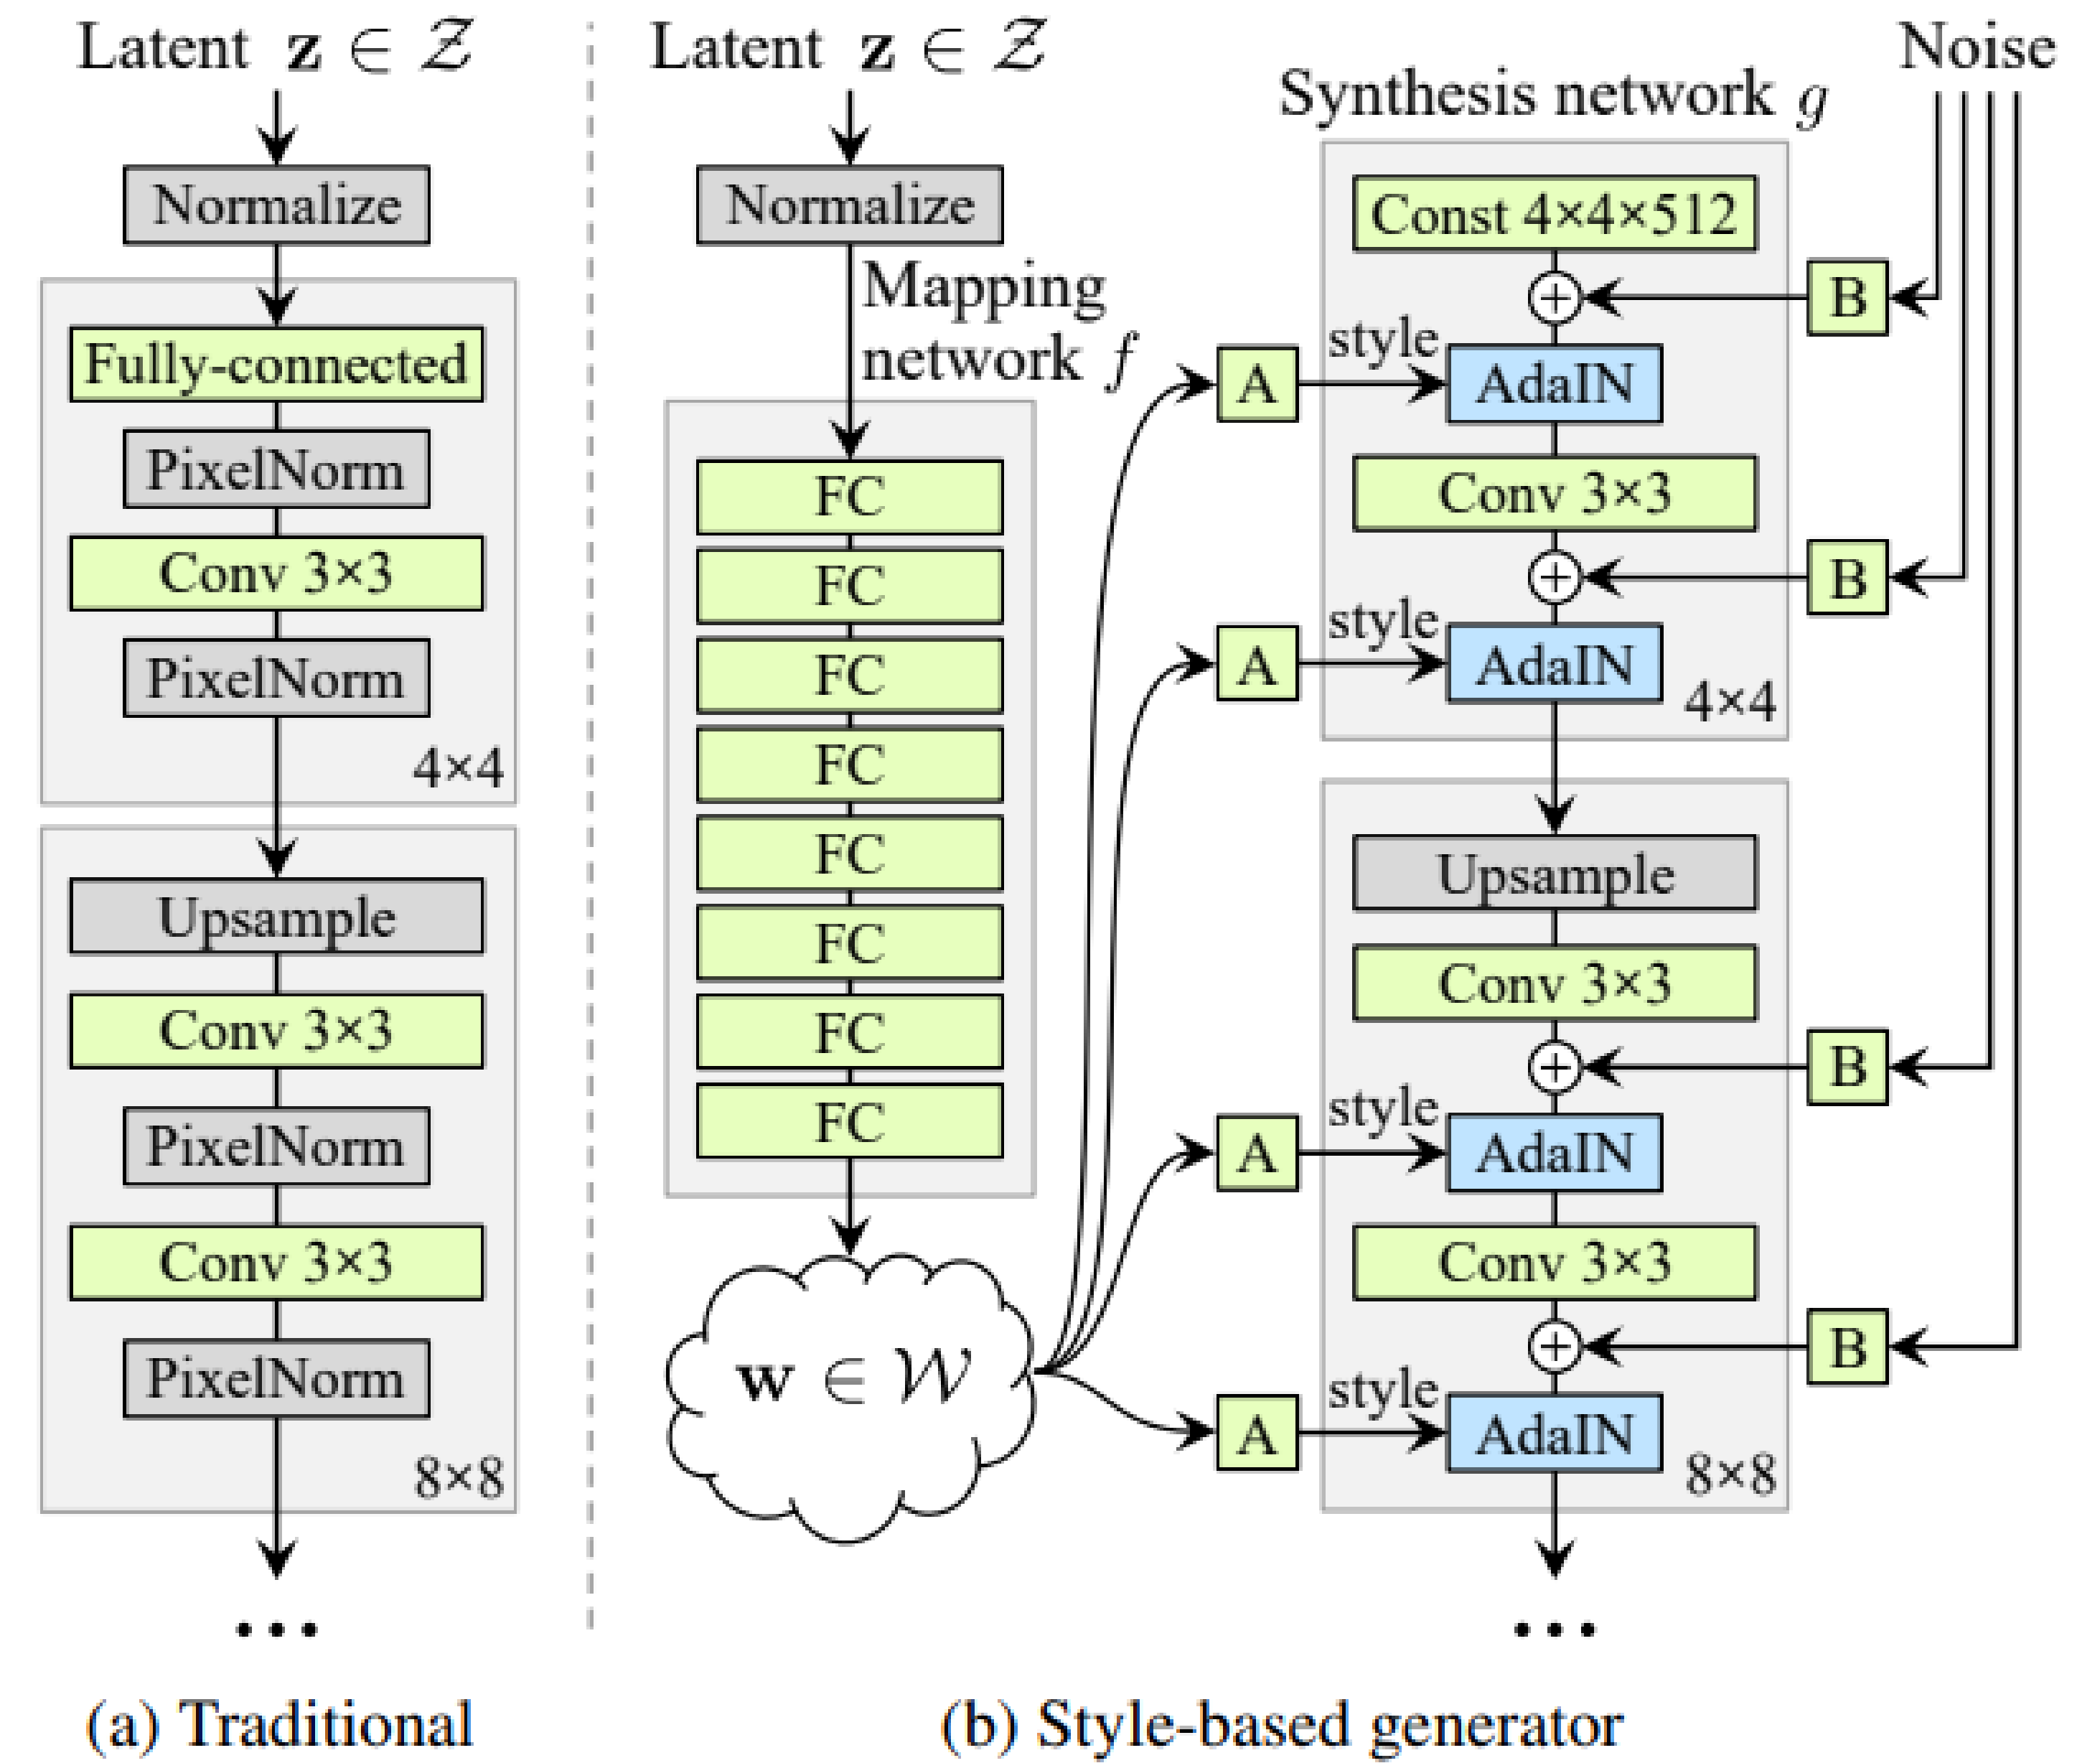 Latent z ∈ 𝒵
Normalize
Fully-connected
PixelNorm
Conv 3×3
PixelNorm
4×4
Upsample
Conv 3×3
PixelNorm
Conv 3×3
PixelNorm
8×8
...
(a) Traditional
Latent z ∈ 𝒵
Normalize
Mapping
network f
FC
FC
FC
FC
FC
FC
FC
FC
w ∈ 𝒲
Noise
Synthesis network g
Const 4×4×512
B
A
style
AdaIN
Conv 3×3
B
A
style
AdaIN
4×4
Upsample
Conv 3×3
B
A
style
AdaIN
Conv 3×3
B
A
style
AdaIN
8×8
...
(b) Style-based generator